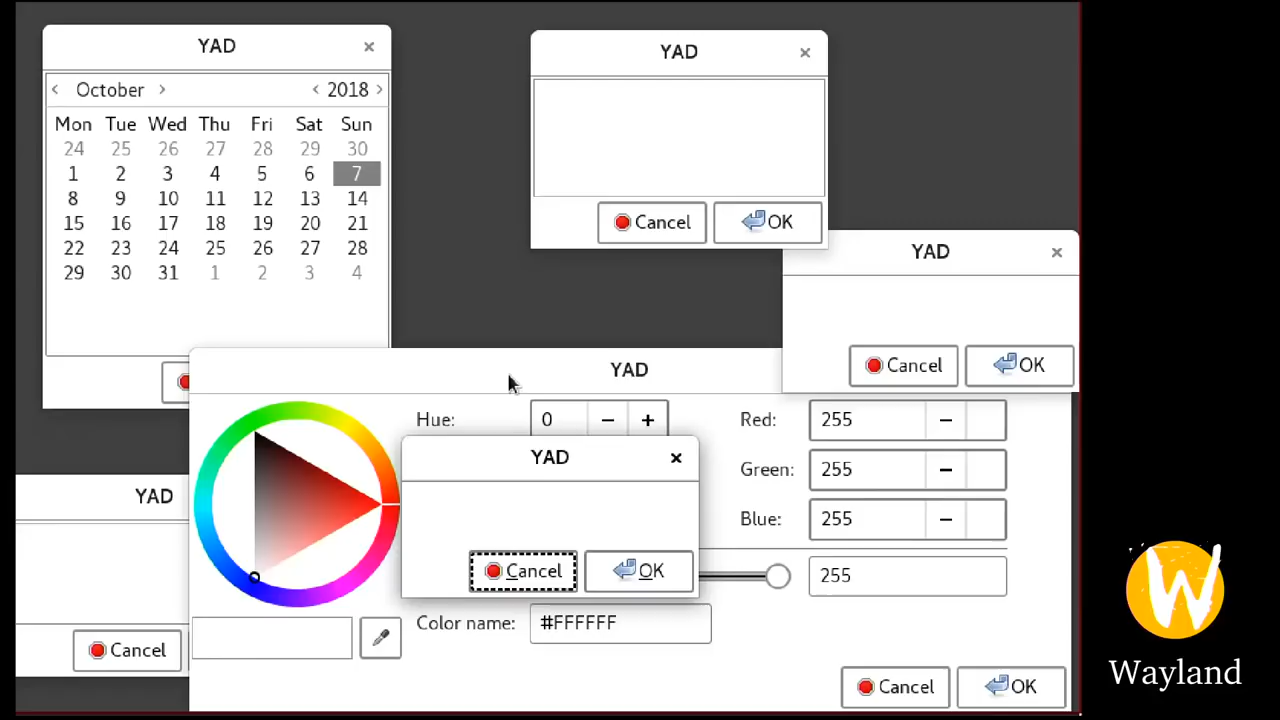 YAD ×
< October > < 2018 >
Mon Tue Wed Thu Fri Sat Sun
24 25 26 27 28 29 30
1 2 3 4 5 6 7
8 9 10 11 12 13 14
15 16 17 18 19 20 21
22 23 24 25 26 27 28
29 30 31 1 2 3 4
YAD ×
Cancel OK
YAD ×
Cancel OK
YAD
Hue: 0 − +
Red: 255 −
Green: 255 −
Blue: 255 −
255
Color name: #FFFFFF
Cancel OK
YAD ×
Cancel OK
YAD
Cancel
W
Wayland